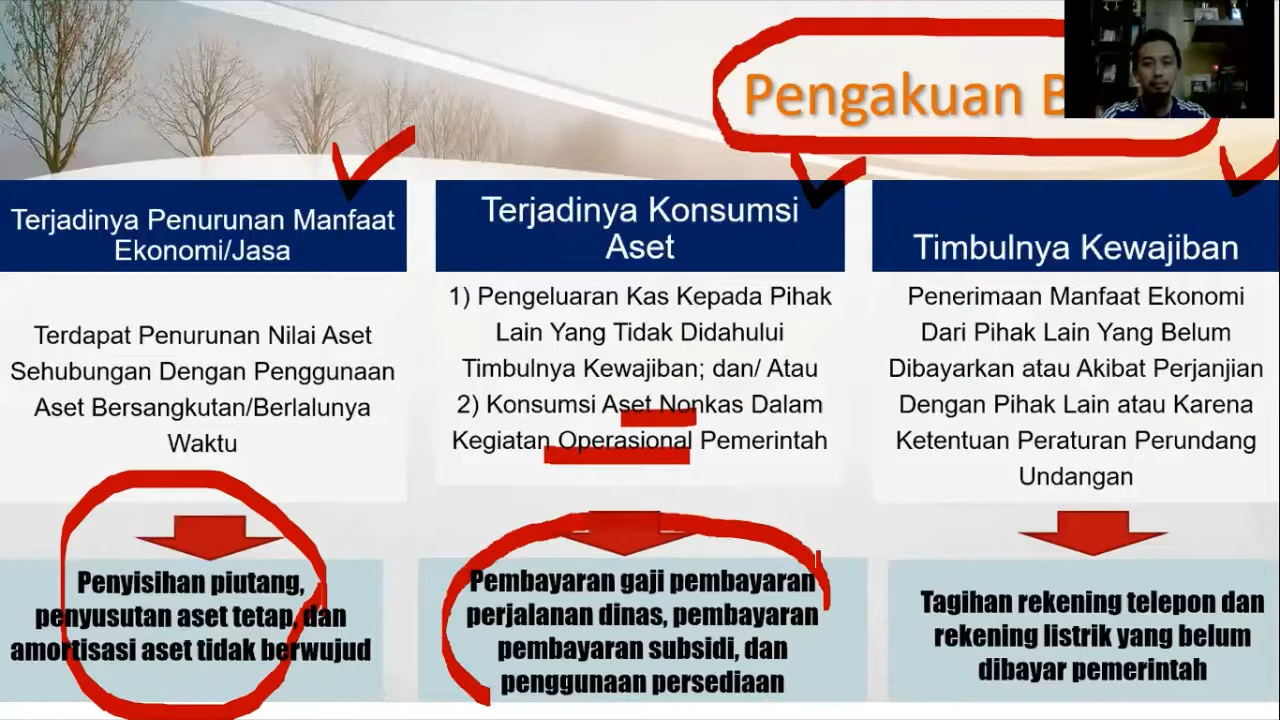 Pengakuan
Terjadinya Penurunan Manfaat
Ekonomi/Jasa
Terdapat Penurunan Nilai Aset
Sehubungan Dengan Penggunaan
Aset Bersangkutan/Berlalunya
Waktu
Penyisihan piutang,
penyusutan aset tetap, dan
amortisasi aset tidak berwujud
Terjadinya Konsumsi
Aset
1) Pengeluaran Kas Kepada Pihak
Lain Yang Tidak Didahului
Timbulnya Kewajiban; dan/ Atau
2) Konsumsi Aset Nonkas Dalam
Kegiatan Operasional Pemerintah
Pembayaran gaji pembayaran
perjalanan dinas, pembayaran
pembayaran subsidi, dan
penggunaan persediaan
Timbulnya Kewajiban
Penerimaan Manfaat Ekonomi
Dari Pihak Lain Yang Belum
Dibayarkan atau Akibat Perjanjian
Dengan Pihak Lain atau Karena
Ketentuan Peraturan Perundang
Undangan
Tagihan rekening telepon dan
rekening listrik yang belum
dibayar pemerintah